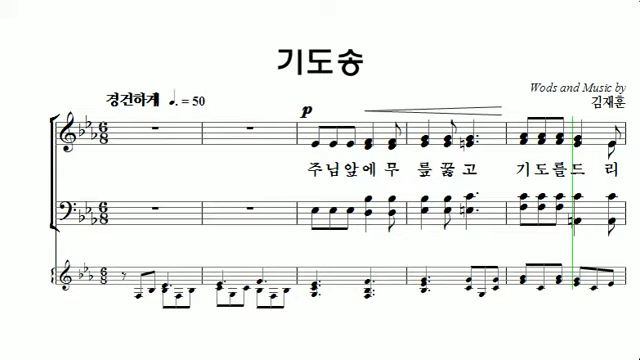 기도송
경건하게 ♩. = 50
Wods and Music by
김재훈
p
주님앞에무 릎 꿇 고 기도를드 리